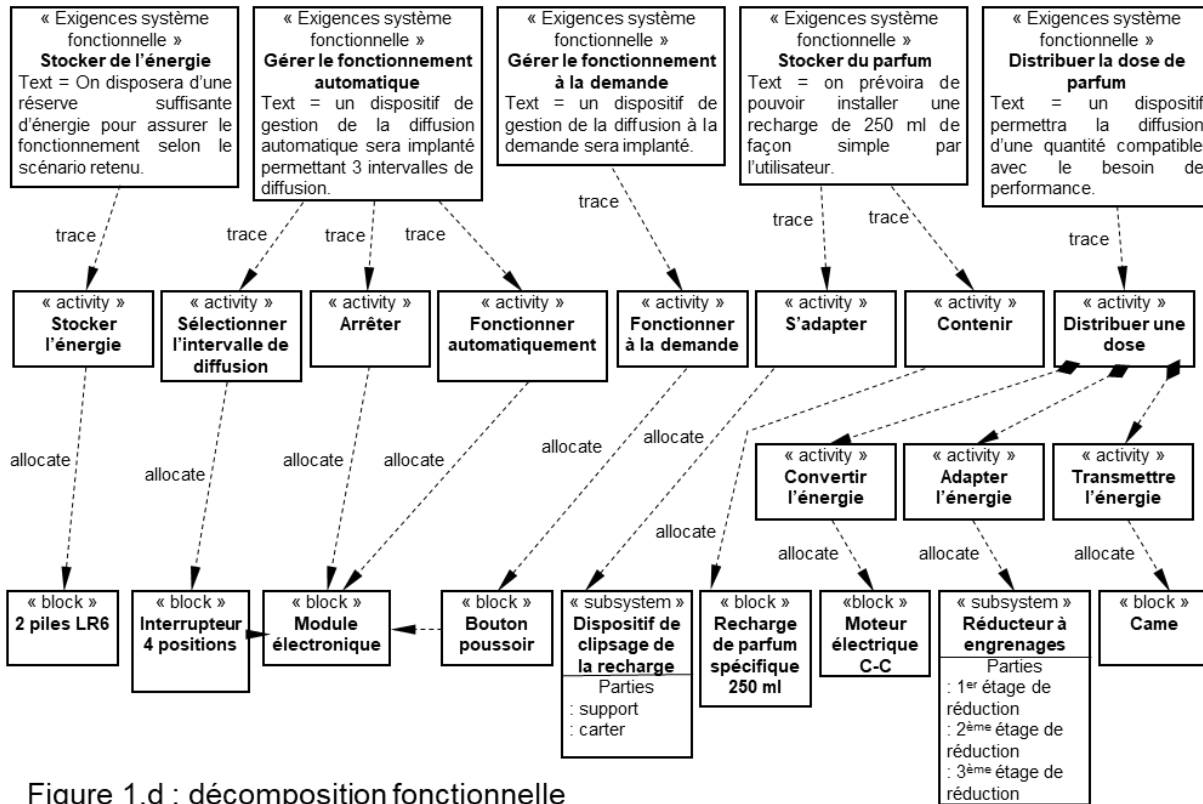 « Exigences système
fonctionnelle »
Stocker de l’énergie
Text = On disposera d’une
réserve suffisante
d’énergie pour assurer le
fonctionnement selon le
scénario retenu.
« Exigences système
fonctionnelle »
Gérer le fonctionnement
automatique
Text = un dispositif de
gestion de la diffusion
automatique sera implanté
permettant 3 intervalles de
diffusion.
« Exigences système
fonctionnelle »
Gérer le fonctionnement
à la demande
Text = un dispositif de
gestion de la diffusion à la
demande sera implanté.
« Exigences système
fonctionnelle »
Stocker du parfum
Text = on prévoira de
pouvoir installer une
recharge de 250 ml de
façon simple par
l’utilisateur.
« Exigences système
fonctionnelle »
Distribuer la dose de
parfum
Text = un dispositif
permettra la diffusion
d’une quantité compatible
avec le besoin de
performance.
trace
trace
trace
trace
trace
trace
trace
trace
« activity »
Stocker
l’énergie
« activity »
Sélectionner
l’intervalle de
diffusion
« activity »
Arrêter
« activity »
Fonctionner
automatiquement
« activity »
Fonctionner
à la demande
« activity »
S’adapter
« activity »
Contenir
« activity »
Distribuer une
dose
allocate
allocate
allocate
allocate
allocate
allocate
allocate
« activity »
Convertir
l’énergie
« activity »
Adapter
l’énergie
« activity »
Transmettre
l’énergie
allocate
allocate
allocate
« block »
2 piles LR6
« block »
Interrupteur
4 positions
« block »
Module
électronique
« block »
Bouton
poussoir
« subsystem »
Dispositif de
clipsage de
la recharge
Parties
: support
: carter
« block »
Recharge
de parfum
spécifique
250 ml
«block »
Moteur
électrique
C-C
« subsystem »
Réducteur à
engrenages
Parties
: 1er étage de
réduction
: 2ème étage de
réduction
: 3ème étage de
réduction
« block »
Came
Figure 1.d : décomposition fonctionnelle